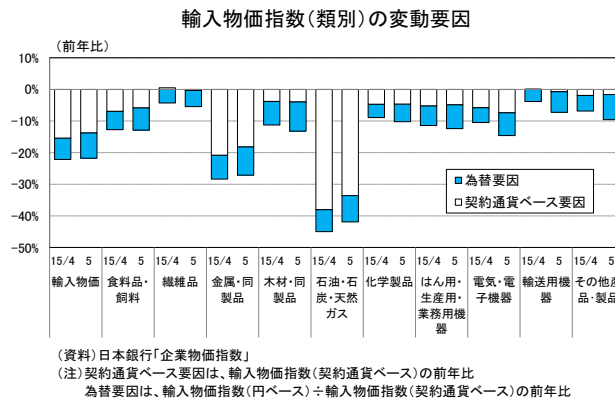 輸入物価指数(類別)の変動要因
（前年比）
10%
0%
-10%
-20%
-30%
-40%
-50%
為替要因
契約通貨ベース要因
15/4 5 15/4 5 15/4 5 15/4 5 15/4 5 15/4 5 15/4 5 15/4 5 15/4 5 15/4 5 15/4 5
輸入物価 食料品・ 繊維品 金属・同 木材・同 石油・石 化学製品 はん用・ 電気・電 輸送用機 その他産
飼料 製品 製品 炭・天然 生産用・ 子機器 器 品・製品
ガス 業務用機
器
（資料）日本銀行「企業物価指数」
（注）契約通貨ベース要因は、輸入物価指数（契約通貨ベース）の前年比
為替要因は、輸入物価指数（円ベース）÷輸入物価指数（契約通貨ベース）の前年比